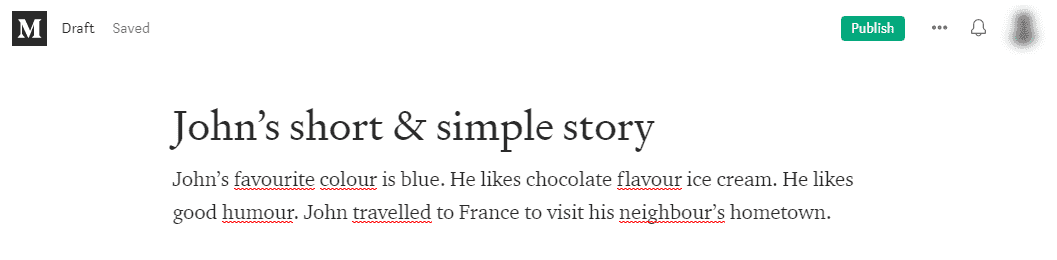 M Draft Saved Publish
John’s short & simple story
John’s favourite colour is blue. He likes chocolate flavour ice cream. He likes
good humour. John travelled to France to visit his neighbour’s hometown.